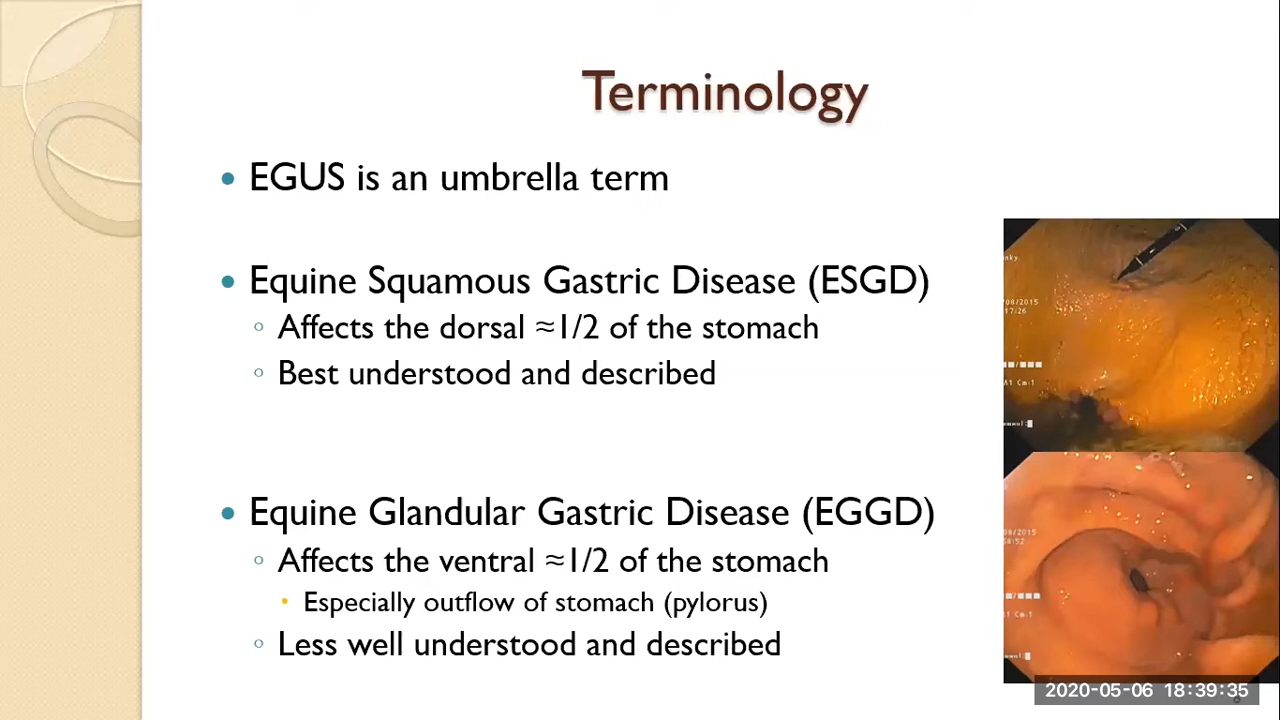 Terminology
EGUS is an umbrella term
Equine Squamous Gastric Disease (ESGD)
Affects the dorsal ≈1/2 of the stomach
Best understood and described
Equine Glandular Gastric Disease (EGGD)
Affects the ventral ≈1/2 of the stomach
Especially outflow of stomach (pylorus)
Less well understood and described
2020-05-06 18:39:35